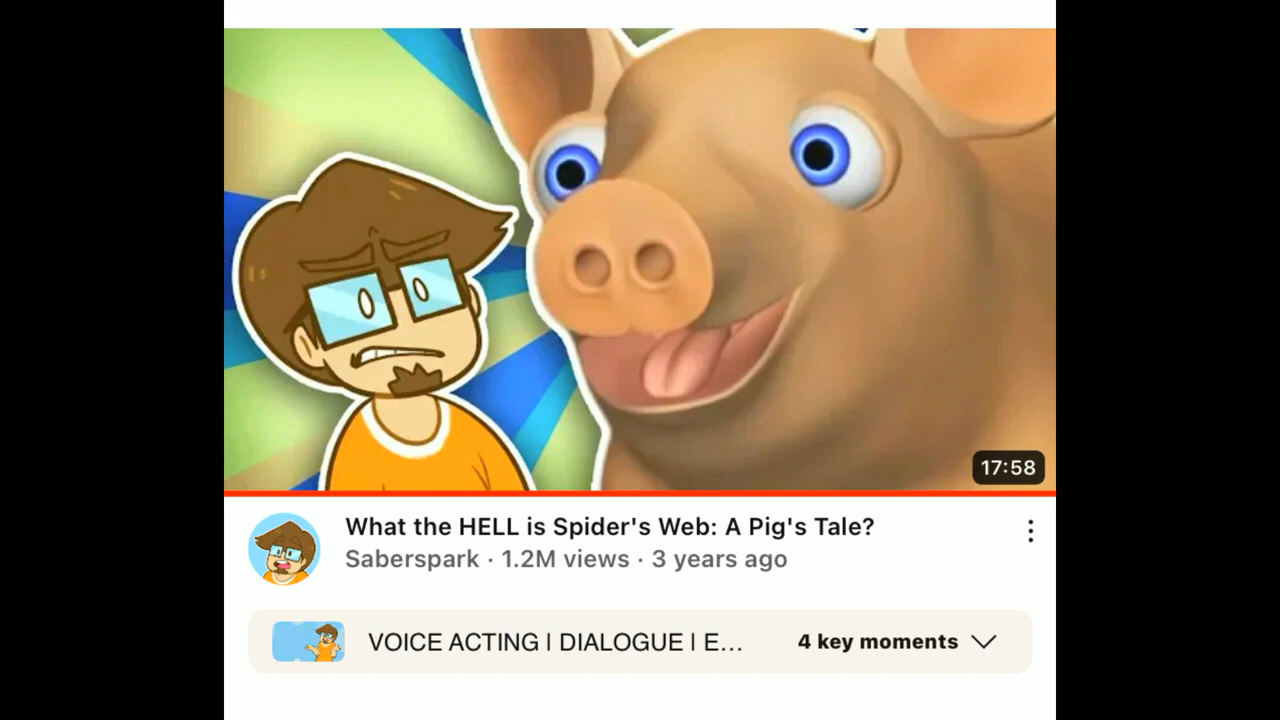 17:58
What the HELL is Spider's Web: A Pig's Tale?
Saberspark · 1.2M views · 3 years ago
VOICE ACTING | DIALOGUE | E... 4 key moments